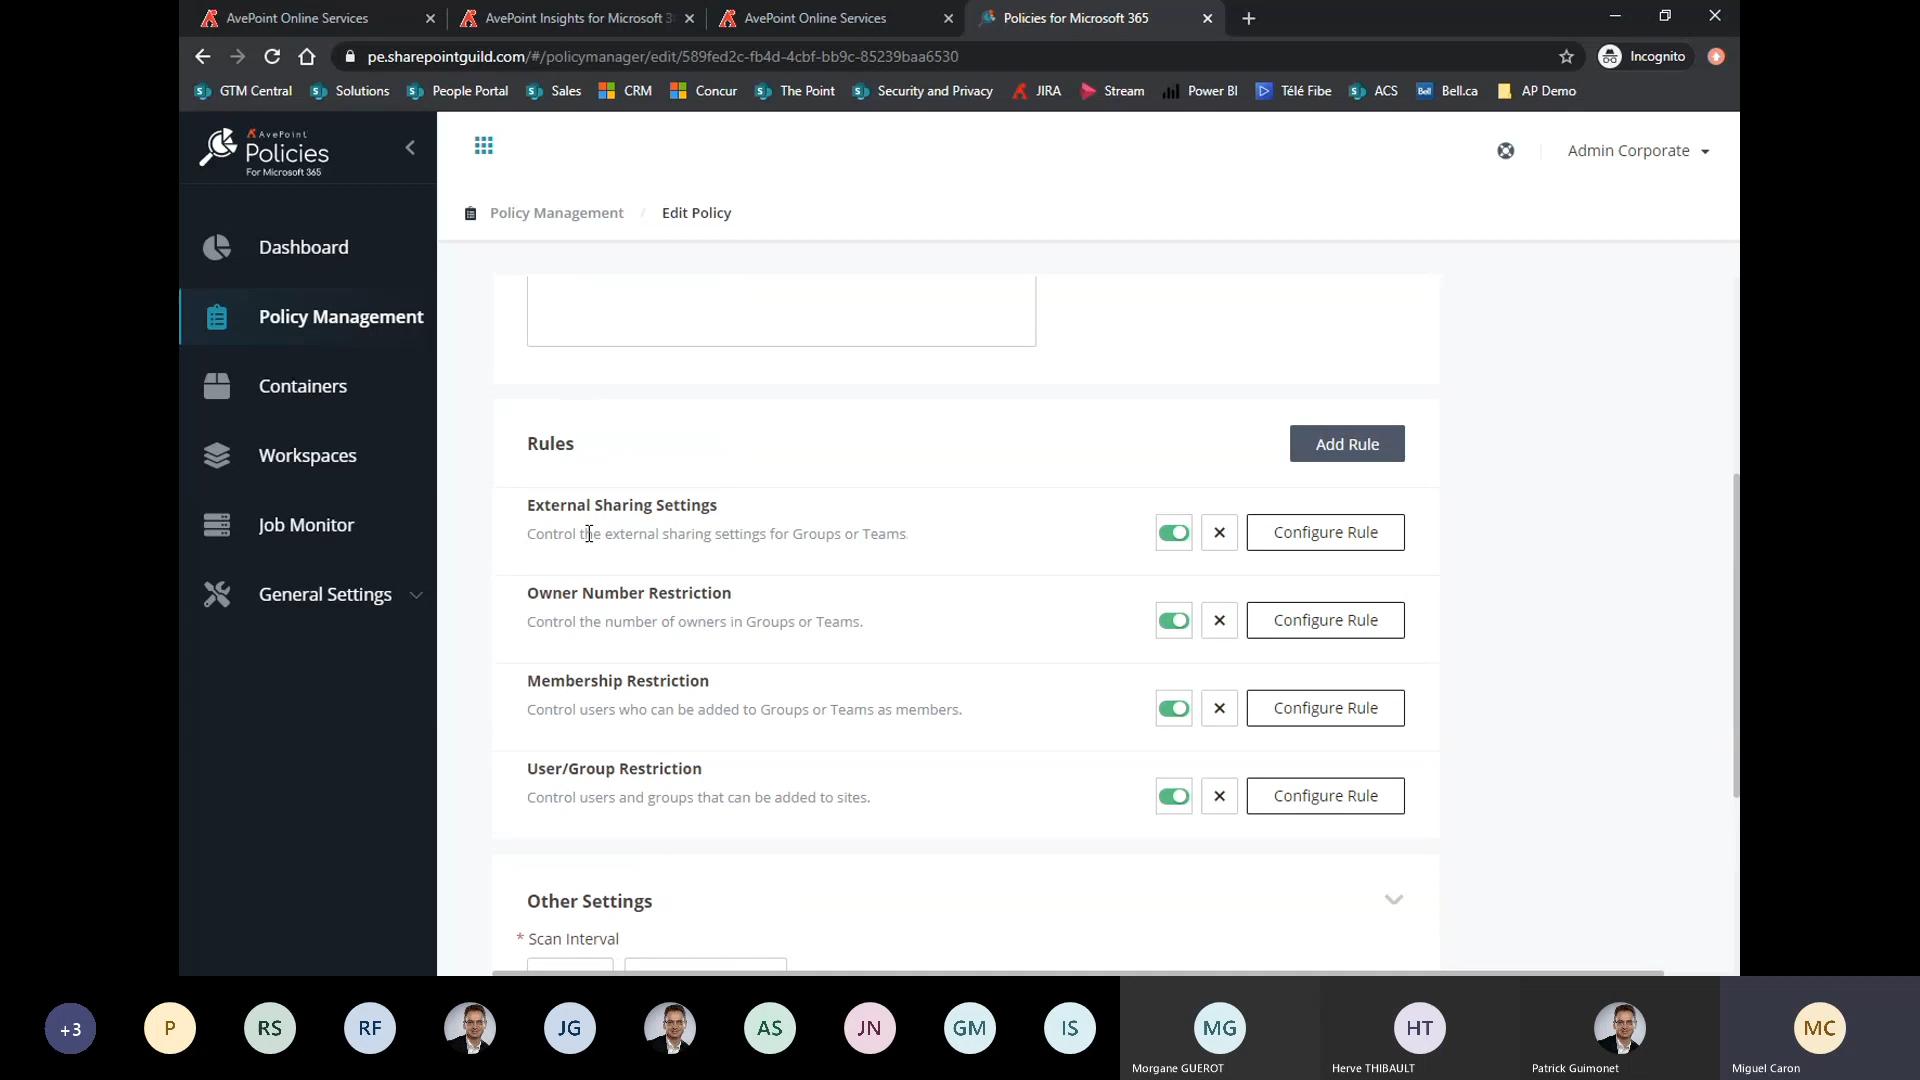 AvePoint Online Services
AvePoint Insights for Microsoft 3
AvePoint Online Services
Policies for Microsoft 365
pe.sharepointguild.com/#/policymanager/edit/589fed2c-fb4d-4cbf-bb9c-85239baa6530
Incognito
GTM Central
Solutions
People Portal
Sales
CRM
Concur
The Point
Security and Privacy
JIRA
Stream
Power BI
Télé Fibe
ACS
Bell.ca
AP Demo
AvePoint
Policies
For Microsoft 365
Admin Corporate
Policy Management / Edit Policy
Dashboard
Policy Management
Containers
Workspaces
Job Monitor
General Settings
Rules
Add Rule
External Sharing Settings
Control the external sharing settings for Groups or Teams.
Configure Rule
Owner Number Restriction
Control the number of owners in Groups or Teams.
Configure Rule
Membership Restriction
Control users who can be added to Groups or Teams as members.
Configure Rule
User/Group Restriction
Control users and groups that can be added to sites.
Configure Rule
Other Settings
* Scan Interval
+3
P
RS
RF
JG
AS
JN
GM
IS
MG
HT
MC
Morgane GUEROT
Herve THIBAULT
Patrick Guimonet
Miguel Caron